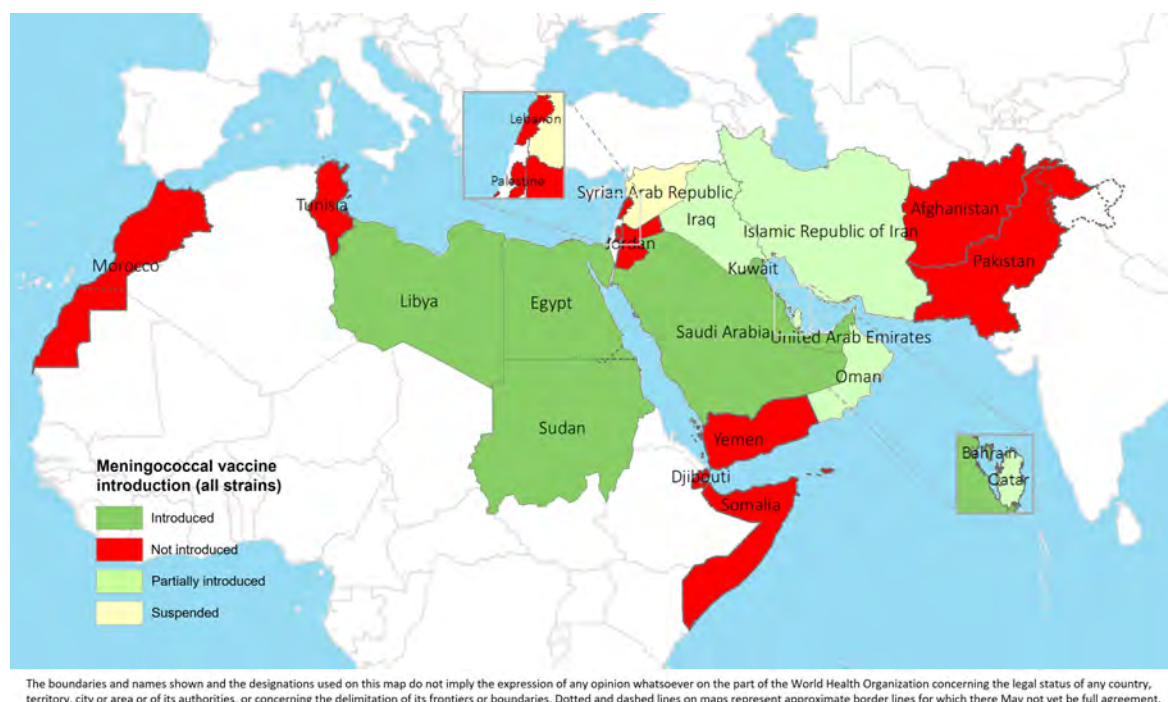 Lebanon
Palestine
Syrian Arab Republic
Tunisia
Jordan
Iraq
Islamic Republic of Iran
Afghanistan
Pakistan
Morocco
Kuwait
Libya
Egypt
Saudi Arabia
United Arab Emirates
Oman
Sudan
Yemen
Bahrain
Qatar
Djibouti
Somalia
Meningococcal vaccine
introduction (all strains)
Introduced
Not introduced
Partially introduced
Suspended
The boundaries and names shown and the designations used on this map do not imply the expression of any opinion whatsoever on the part of the World Health Organization concerning the legal status of any country,
territory, city or area or of its authorities, or concerning the delimitation of its frontiers or boundaries. Dotted and dashed lines on maps represent approximate border lines for which there May not yet be full agreement.